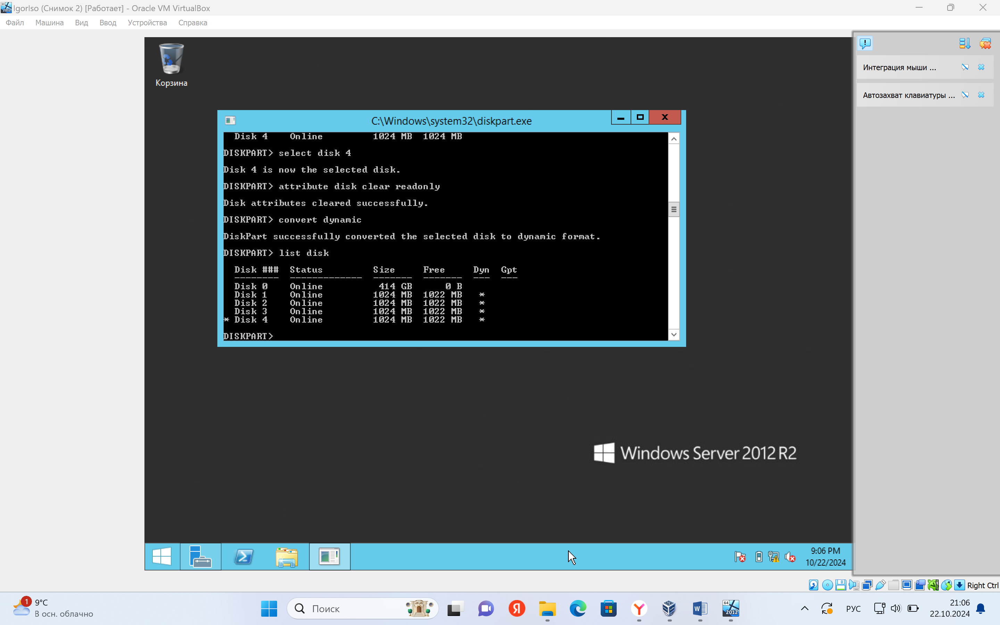 IgorIso (Снимок 2) [Работает] - Oracle VM VirtualBox
Файл Машина Вид Ввод Устройства Справка
Корзина
Интеграция мыши ...
Автозахват клавиатуры ...
C:\Windows\system32\diskpart.exe
Disk 4 Online 1024 MB 1024 MB
DISKPART> select disk 4
Disk 4 is now the selected disk.
DISKPART> attribute disk clear readonly
Disk attributes cleared successfully.
DISKPART> convert dynamic
DiskPart successfully converted the selected disk to dynamic format.
DISKPART> list disk
Disk ### Status Size Free Dyn Gpt
-------- ------------- ------- ------- --- ---
Disk 0 Online 414 GB 0 B
Disk 1 Online 1024 MB 1022 MB *
Disk 2 Online 1024 MB 1022 MB *
Disk 3 Online 1024 MB 1022 MB *
* Disk 4 Online 1024 MB 1022 MB *
DISKPART>
Windows Server 2012 R2
9:06 PM
10/22/2024
Right Ctrl
1
9°C
В осн. облачно
Поиск
64
2012
РУС
21:06
22.10.2024